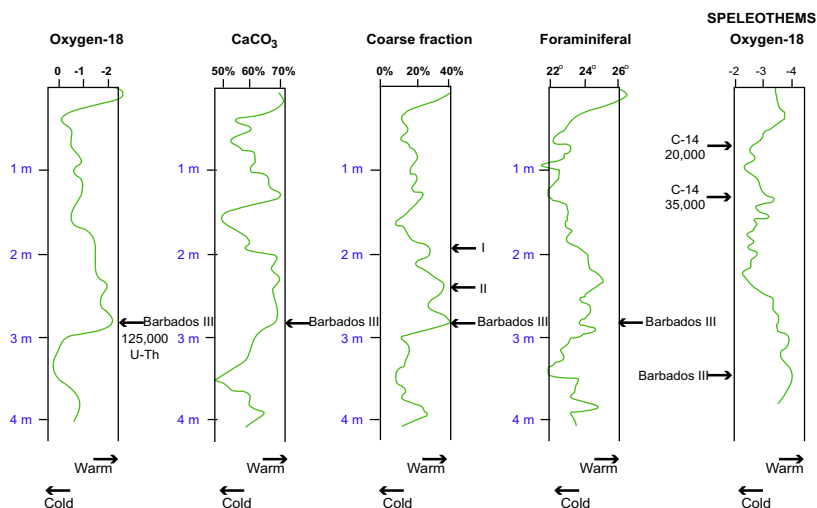 SPELEOTHEMS
Oxygen-18
CaCO3
Coarse fraction
Foraminiferal
Oxygen-18
0 -1 -2
50% 60% 70%
0% 20% 40%
22° 24° 26°
-2 -3 -4
1 m
2 m
3 m
4 m
1 m
2 m
3 m
4 m
1 m
2 m
3 m
4 m
1 m
2 m
3 m
4 m
C-14
20,000
C-14
35,000
I
II
Barbados III
125,000
U-Th
Barbados III
Barbados III
Barbados III
Barbados III
Warm
Warm
Warm
Warm
Warm
Cold
Cold
Cold
Cold
Cold